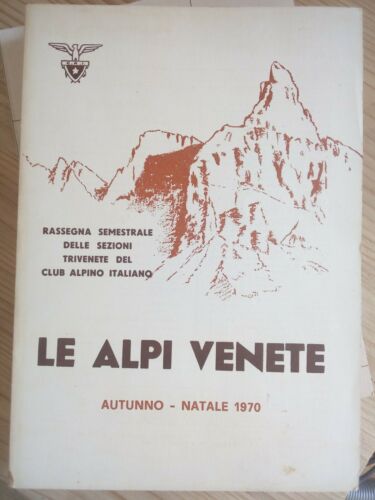 C.A.I.
RASSEGNA SEMESTRALE
DELLE SEZIONI
TRIVENETE DEL
CLUB ALPINO ITALIANO
LE ALPI VENETE
AUTUNNO - NATALE 1970